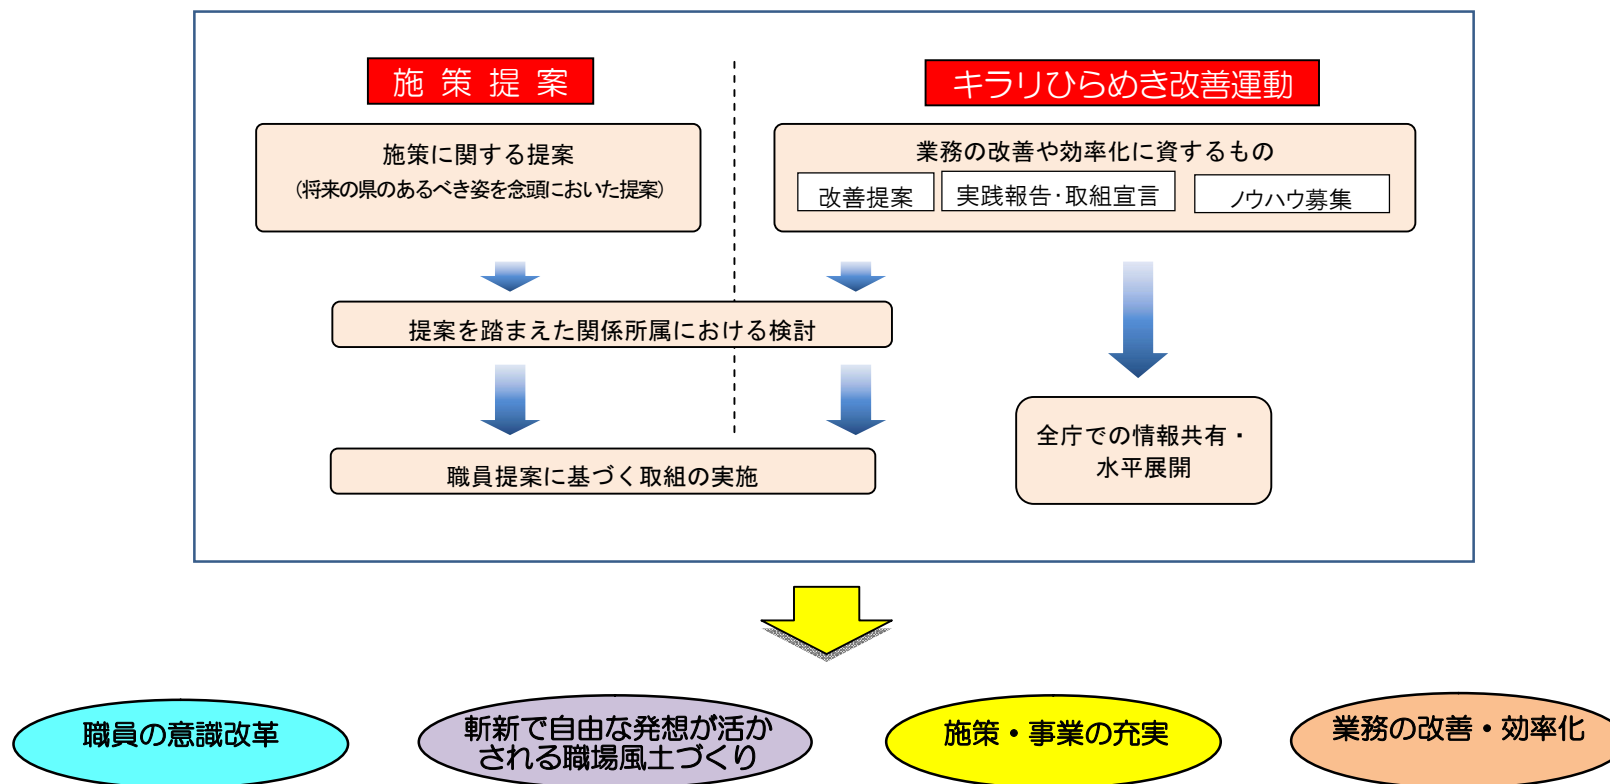 施 策 提 案
キラリひらめき改善運動
施策に関する提案
(将来の県のあるべき姿を念頭においた提案)
業務の改善や効率化に資するもの
改善提案
実践報告・取組宣言
ノウハウ募集
提案を踏まえた関係所属における検討
職員提案に基づく取組の実施
全庁での情報共有・
水平展開
職員の意識改革
斬新で自由な発想が活か
される職場風土づくり
施策・事業の充実
業務の改善・効率化